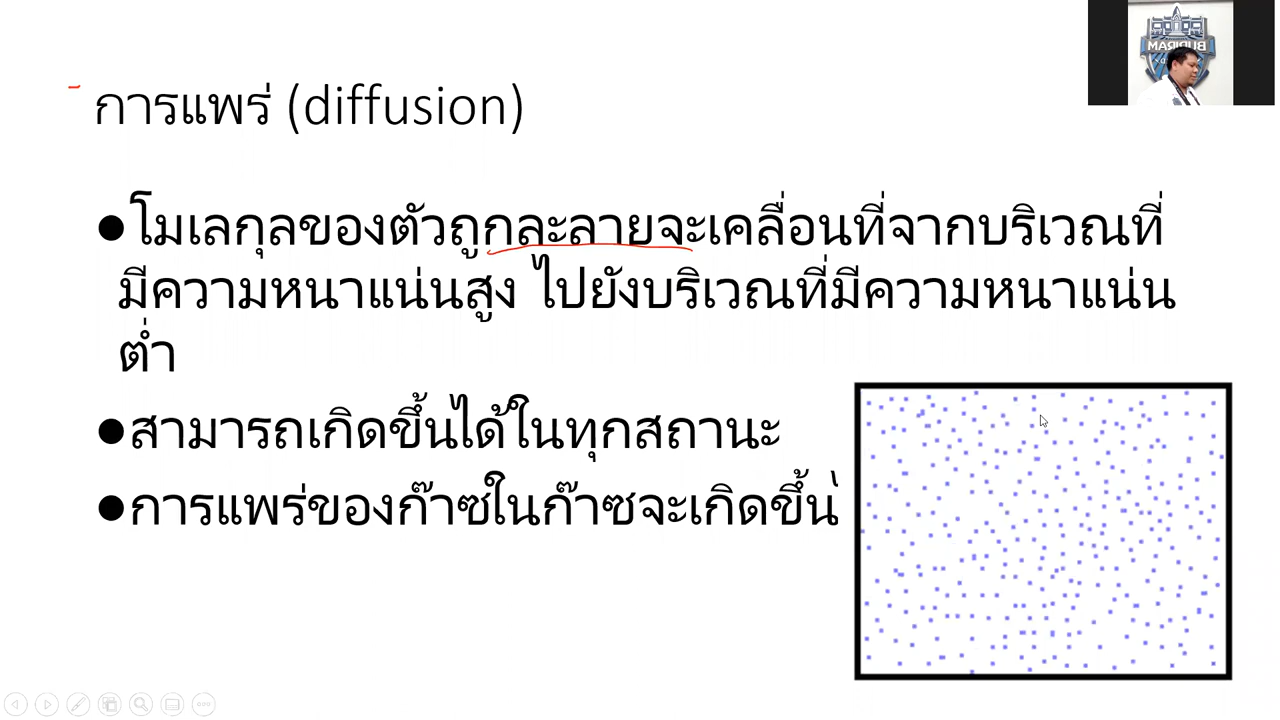 การแพร่ (diffusion)
●โมเลกุลของตัวถูกละลายจะเคลื่อนที่จากบริเวณที่
มีความหนาแน่นสูง ไปยังบริเวณที่มีความหนาแน่น
ต่ำ
●สามารถเกิดขึ้นได้ในทุกสถานะ
●การแพร่ของก๊าซในก๊าซจะเกิดขึ้น
BURIRAM